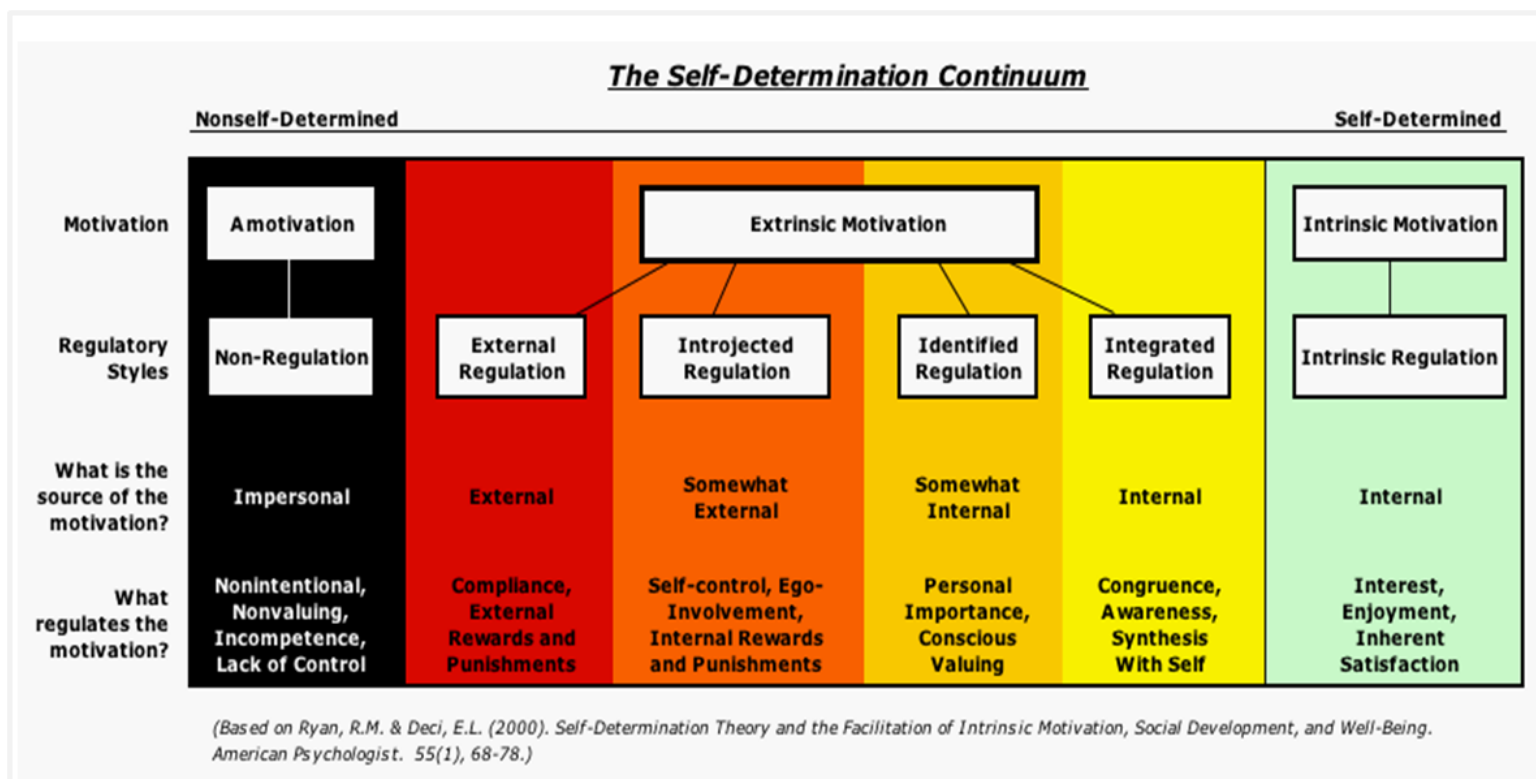 The Self-Determination Continuum
Nonself-Determined
Self-Determined
Motivation
Amotivation
Extrinsic Motivation
Intrinsic Motivation
Regulatory
Styles
Non-Regulation
External
Regulation
Introjected
Regulation
Identified
Regulation
Integrated
Regulation
Intrinsic Regulation
What is the
source of the
motivation?
Impersonal
External
Somewhat
External
Somewhat
Internal
Internal
Internal
What
regulates the
motivation?
Nonintentional,
Nonvaluing,
Incompetence,
Lack of Control
Compliance,
External
Rewards and
Punishments
Self-control, Ego-
Involvement,
Internal Rewards
and Punishments
Personal
Importance,
Conscious
Valuing
Congruence,
Awareness,
Synthesis
With Self
Interest,
Enjoyment,
Inherent
Satisfaction
(Based on Ryan, R.M. & Deci, E.L. (2000). Self-Determination Theory and the Facilitation of Intrinsic Motivation, Social Development, and Well-Being.
American Psychologist. 55(1), 68-78.)